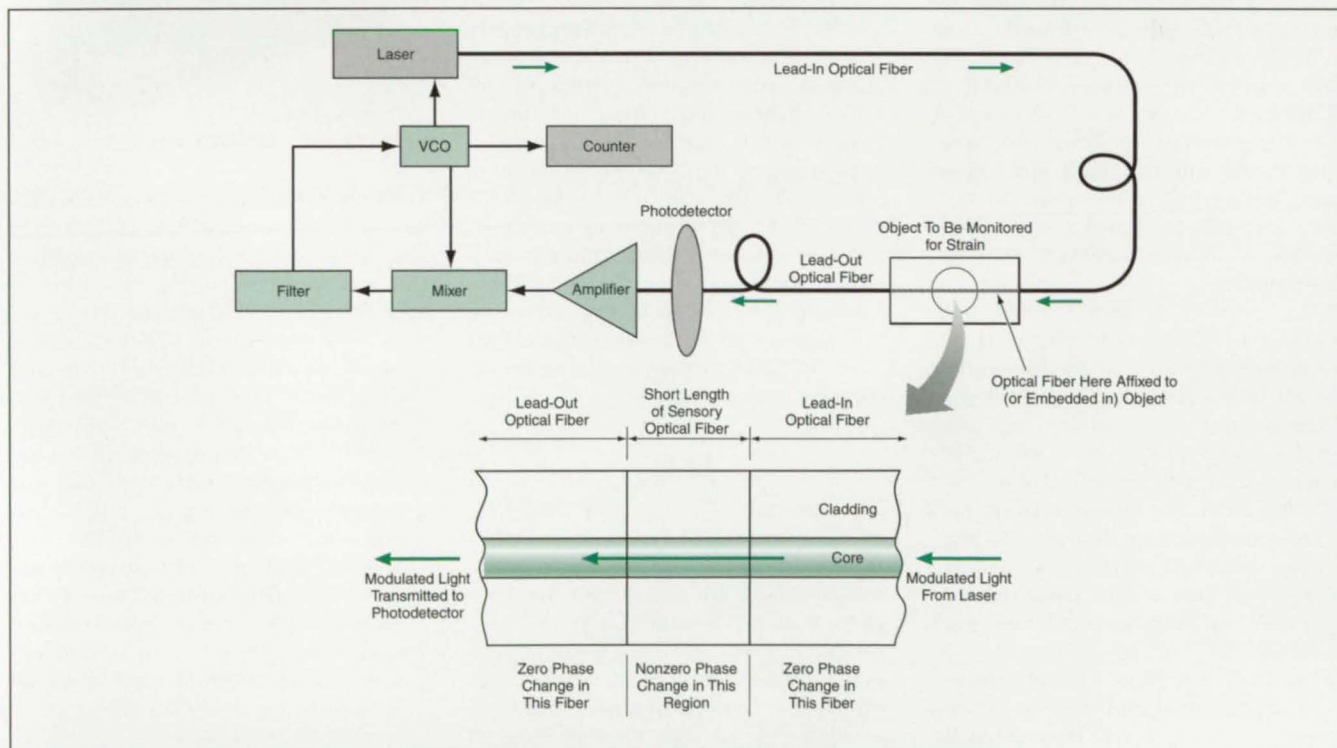 Laser
Lead-In Optical Fiber
VCO
Counter
Photodetector
Object To Be Monitored
for Strain
Lead-Out
Optical Fiber
Filter
Mixer
Amplifier
Optical Fiber Here Affixed to
(or Embedded in) Object
Lead-Out
Optical Fiber
Short Length
of Sensory
Optical Fiber
Lead-In
Optical Fiber
Cladding
Core
Modulated Light
Transmitted to
Photodetector
Modulated Light
From Laser
Zero Phase
Change in
This Fiber
Nonzero Phase
Change in This
Region
Zero Phase
Change in
This Fiber